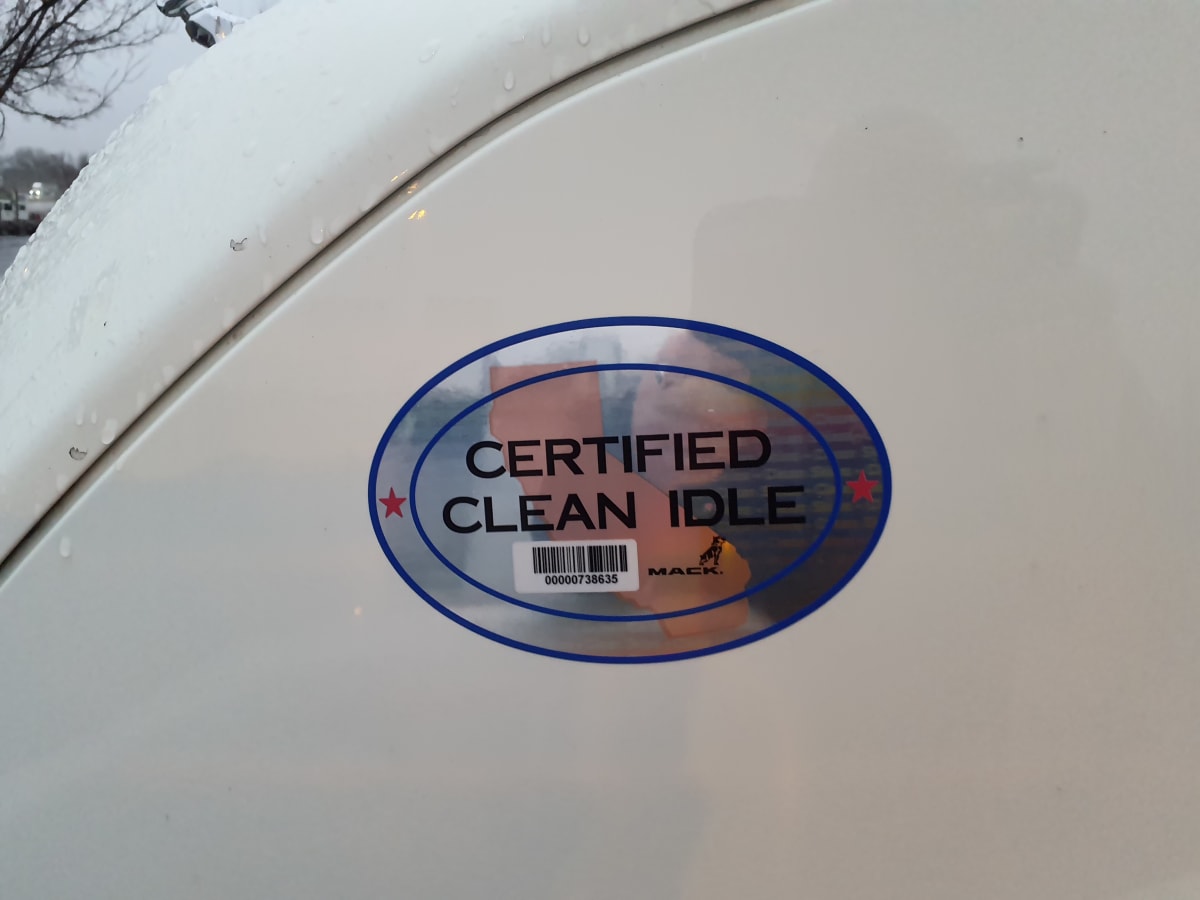 CERTIFIED
CLEAN IDLE
00000738635
MACK.